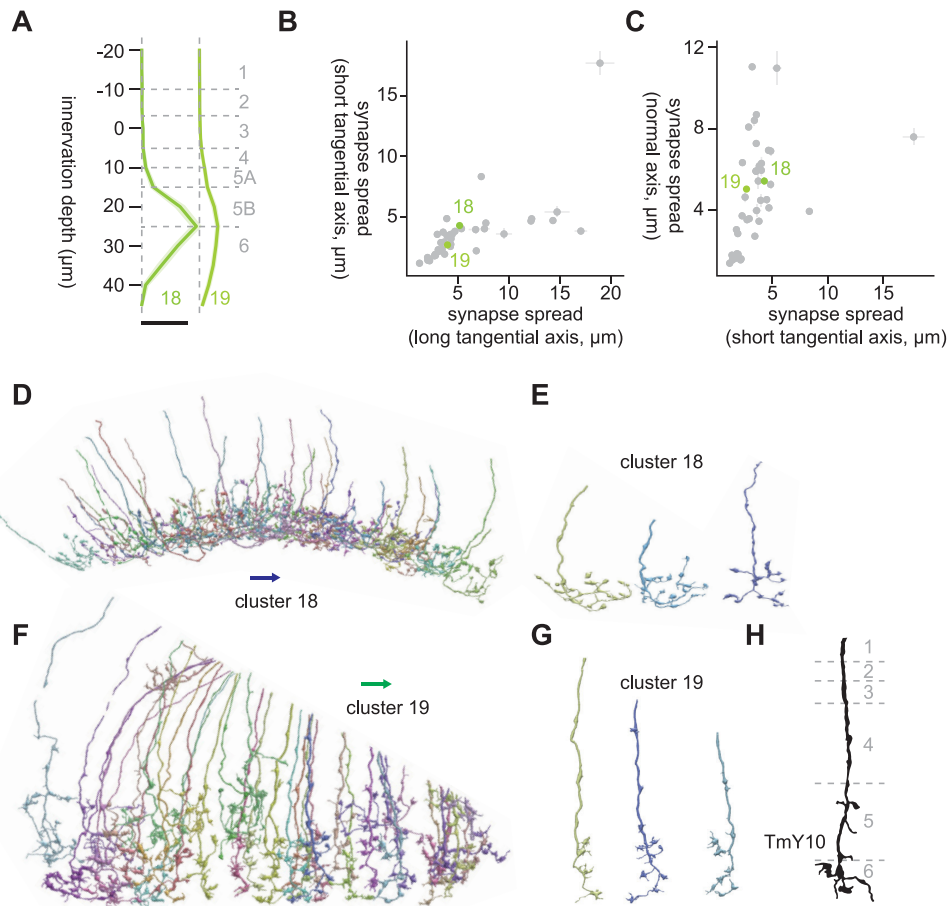 A
-20
-10
0
10
20
30
40
innervation depth (µm)
1
2
3
4
5A
5B
6
18
19
B
synapse spread
(short tangential axis, µm)
15
10
5
18
19
5
10
15
20
synapse spread
(long tangential axis, µm)
C
synapse spread
(normal axis, µm)
12
8
4
19
18
5
10
15
synapse spread
(short tangential axis, µm)
D
cluster 18
E
cluster 18
F
cluster 19
G
cluster 19
H
1
2
3
4
5
TmY10
6